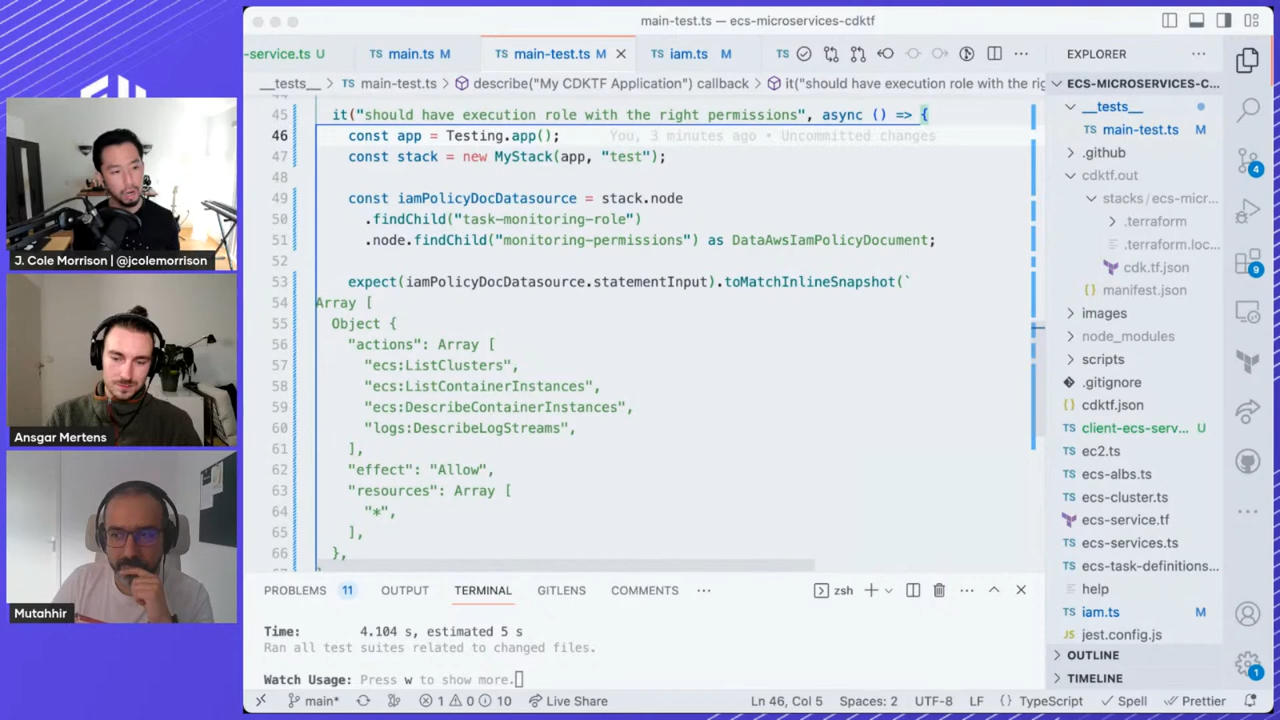 main-test.ts — ecs-microservices-cdktf
-service.ts U
TS main.ts M
TS main-test.ts M
TS iam.ts M
TS
__tests__ > TS main-test.ts > describe("My CDKTF Application") callback > it("should have execution role with the rig
EXPLORER
45 it("should have execution role with the right permissions", async () => {
46 const app = Testing.app(); You, 3 minutes ago • Uncommitted changes
47 const stack = new MyStack(app, "test");
48
49 const iamPolicyDocDatasource = stack.node
50 .findChild("task-monitoring-role")
51 .node.findChild("monitoring-permissions") as DataAwsIamPolicyDocument;
52
53 expect(iamPolicyDocDatasource.statementInput).toMatchInlineSnapshot(`
54 Array [
55 Object {
56 "actions": Array [
57 "ecs:ListClusters",
58 "ecs:ListContainerInstances",
59 "ecs:DescribeContainerInstances",
60 "logs:DescribeLogStreams",
61 ],
62 "effect": "Allow",
63 "resources": Array [
64 "*",
65 ],
66 },
ECS-MICROSERVICES-C...
__tests__
TS main-test.ts M
.github
cdktf.out
stacks/ecs-micr...
.terraform
.terraform.loc...
cdk.tf.json
{} manifest.json
images
node_modules
scripts
.gitignore
cdktf.json
client-ecs-serv... U
TS ec2.ts
TS ecs-albs.ts
TS ecs-cluster.ts
ecs-service.tf
TS ecs-services.ts
TS ecs-task-definitions...
help
TS iam.ts M
jest.config.js
OUTLINE
TIMELINE
4
9
1
PROBLEMS 11 OUTPUT TERMINAL GITLENS COMMENTS ...
zsh
Time: 4.104 s, estimated 5 s
Ran all test suites related to changed files.
Watch Usage: Press w to show more.
main* 1 0 10 Live Share
Ln 46, Col 5 Spaces: 2 UTF-8 LF {} TypeScript Spell Prettier
J. Cole Morrison | @jcolemorrison
Ansgar Mertens
Mutahhir